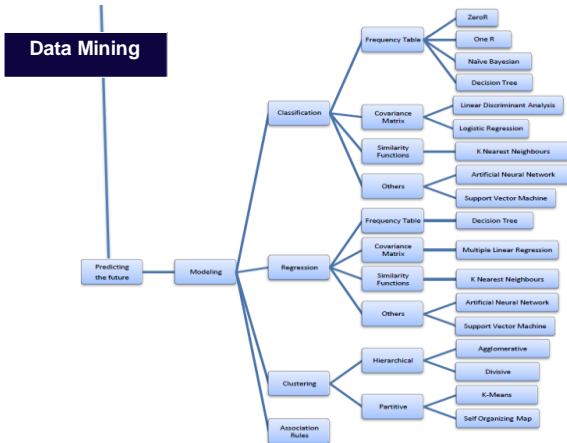 Data Mining
Predicting
the future
Modeling
Classification
Frequency Table
ZeroR
One R
Naïve Bayesian
Decision Tree
Covariance
Matrix
Linear Discriminant Analysis
Logistic Regression
Similarity
Functions
K Nearest Neighbours
Others
Artificial Neural Network
Support Vector Machine
Regression
Frequency Table
Decision Tree
Covariance
Matrix
Multiple Linear Regression
Similarity
Functions
K Nearest Neighbours
Others
Artificial Neural Network
Support Vector Machine
Clustering
Hierarchical
Agglomerative
Divisive
Partitive
K-Means
Self Organizing Map
Association
Rules